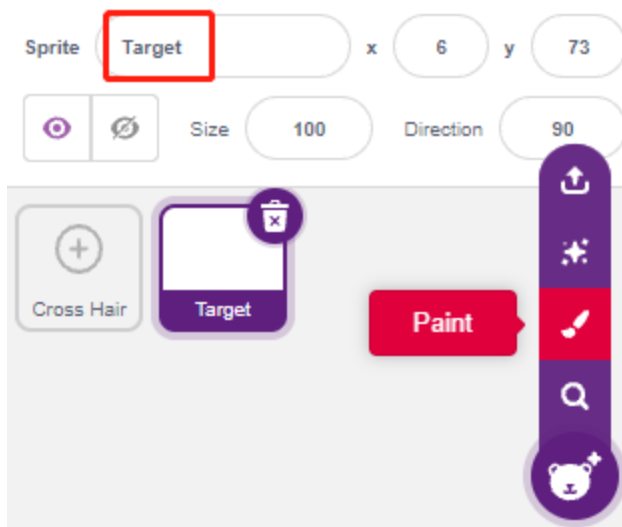 Sprite Target x 6 y 73
Size 100 Direction 90
Cross Hair Target Paint